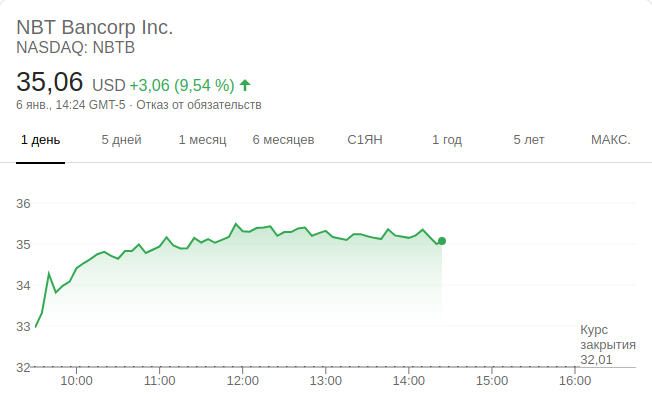 NBT Bancorp Inc.
NASDAQ: NBTB
35,06 USD +3,06 (9,54 %)
6 янв., 14:24 GMT-5 · Отказ от обязательств
1 день 5 дней 1 месяц 6 месяцев С1ЯН 1 год 5 лет МАКС.
36
35
34
33
32
Курс
закрытия
32,01
10:00 11:00 12:00 13:00 14:00 15:00 16:00